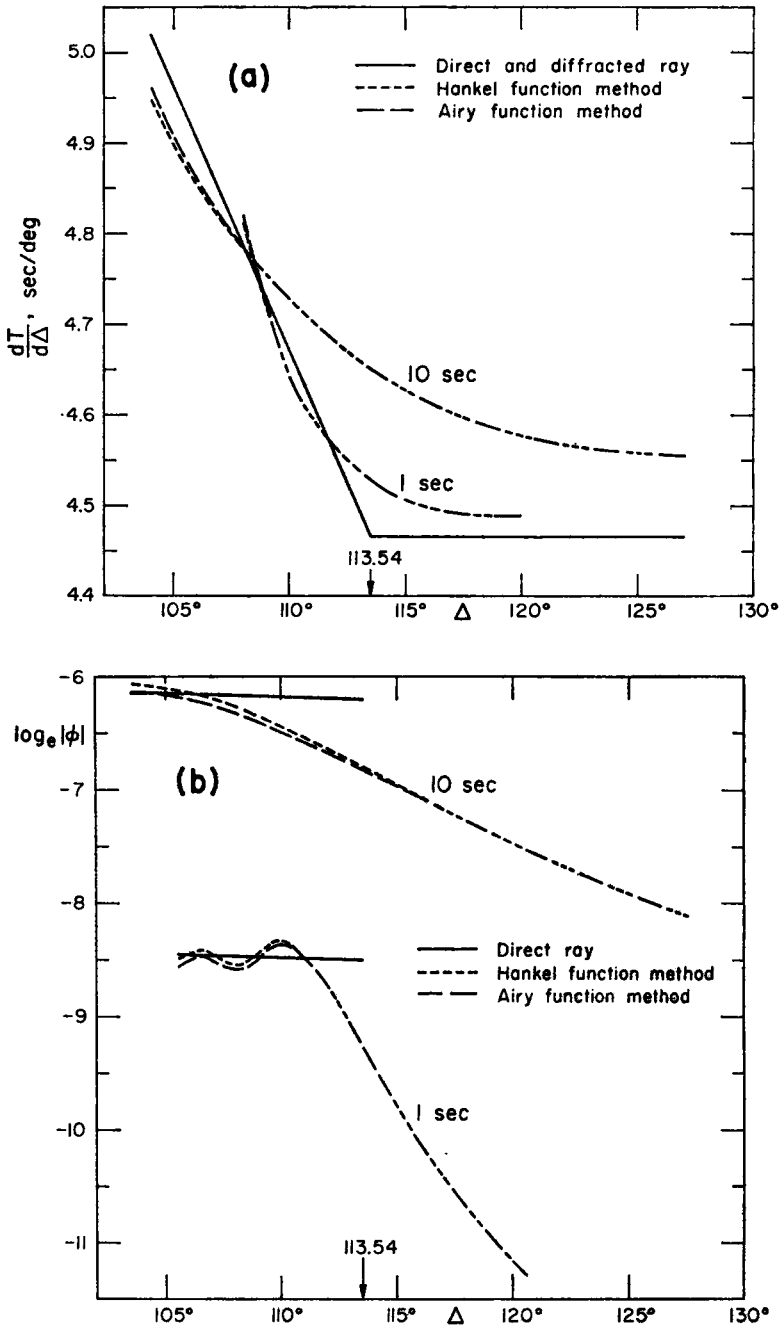 5.0
4.9
4.8
4.7
4.6
4.5
4.4
dT/dΔ, sec/deg
(a)
Direct and diffracted ray
Hankel function method
Airy function method
10 sec
1 sec
113.54
105° 110° 115° Δ 120° 125° 130°
-6
logₑ|ϕ|
-7
-8
-9
-10
-11
(b)
10 sec
Direct ray
Hankel function method
Airy function method
1 sec
113.54
105° 110° 115° Δ 120° 125° 130°